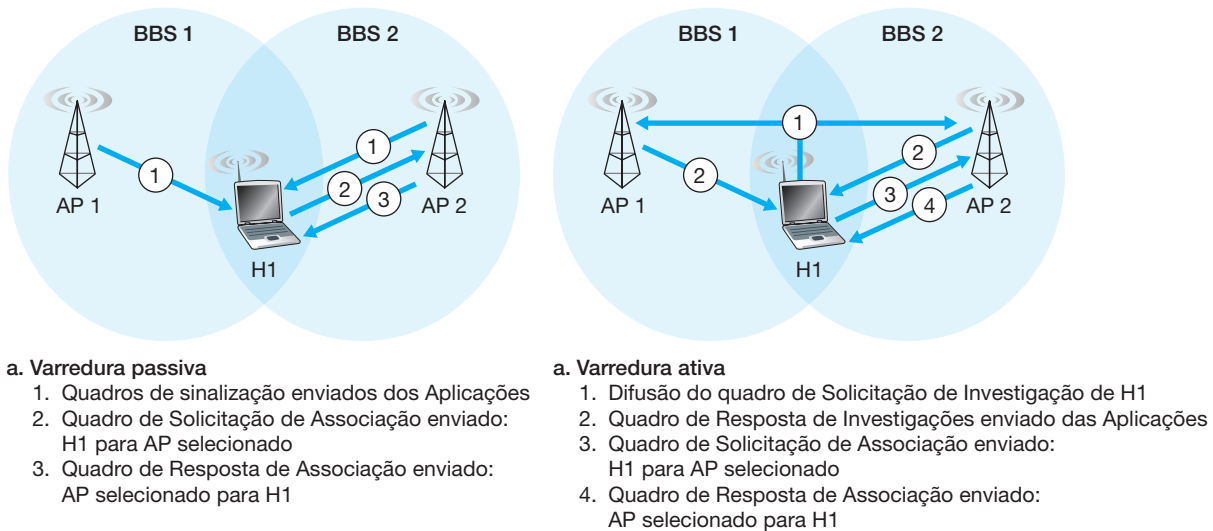 BBS 1
BBS 2
1
1
2
3
AP 1
AP 2
H1
a. Varredura passiva
1. Quadros de sinalização enviados dos Aplicações
2. Quadro de Solicitação de Associação enviado:
H1 para AP selecionado
3. Quadro de Resposta de Associação enviado:
AP selecionado para H1
BBS 1
BBS 2
1
2
2
3
4
AP 1
AP 2
H1
a. Varredura ativa
1. Difusão do quadro de Solicitação de Investigação de H1
2. Quadro de Resposta de Investigações enviado das Aplicações
3. Quadro de Solicitação de Associação enviado:
H1 para AP selecionado
4. Quadro de Resposta de Associação enviado:
AP selecionado para H1